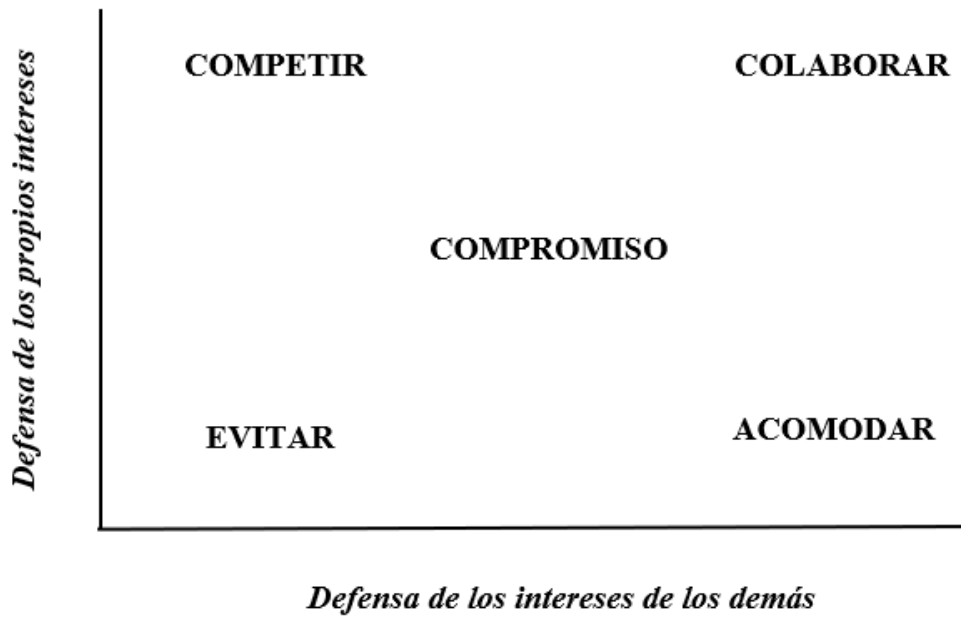 COMPETIR
COLABORAR
Defensa de los propios intereses
COMPROMISO
EVITAR
ACOMODAR
Defensa de los intereses de los demás